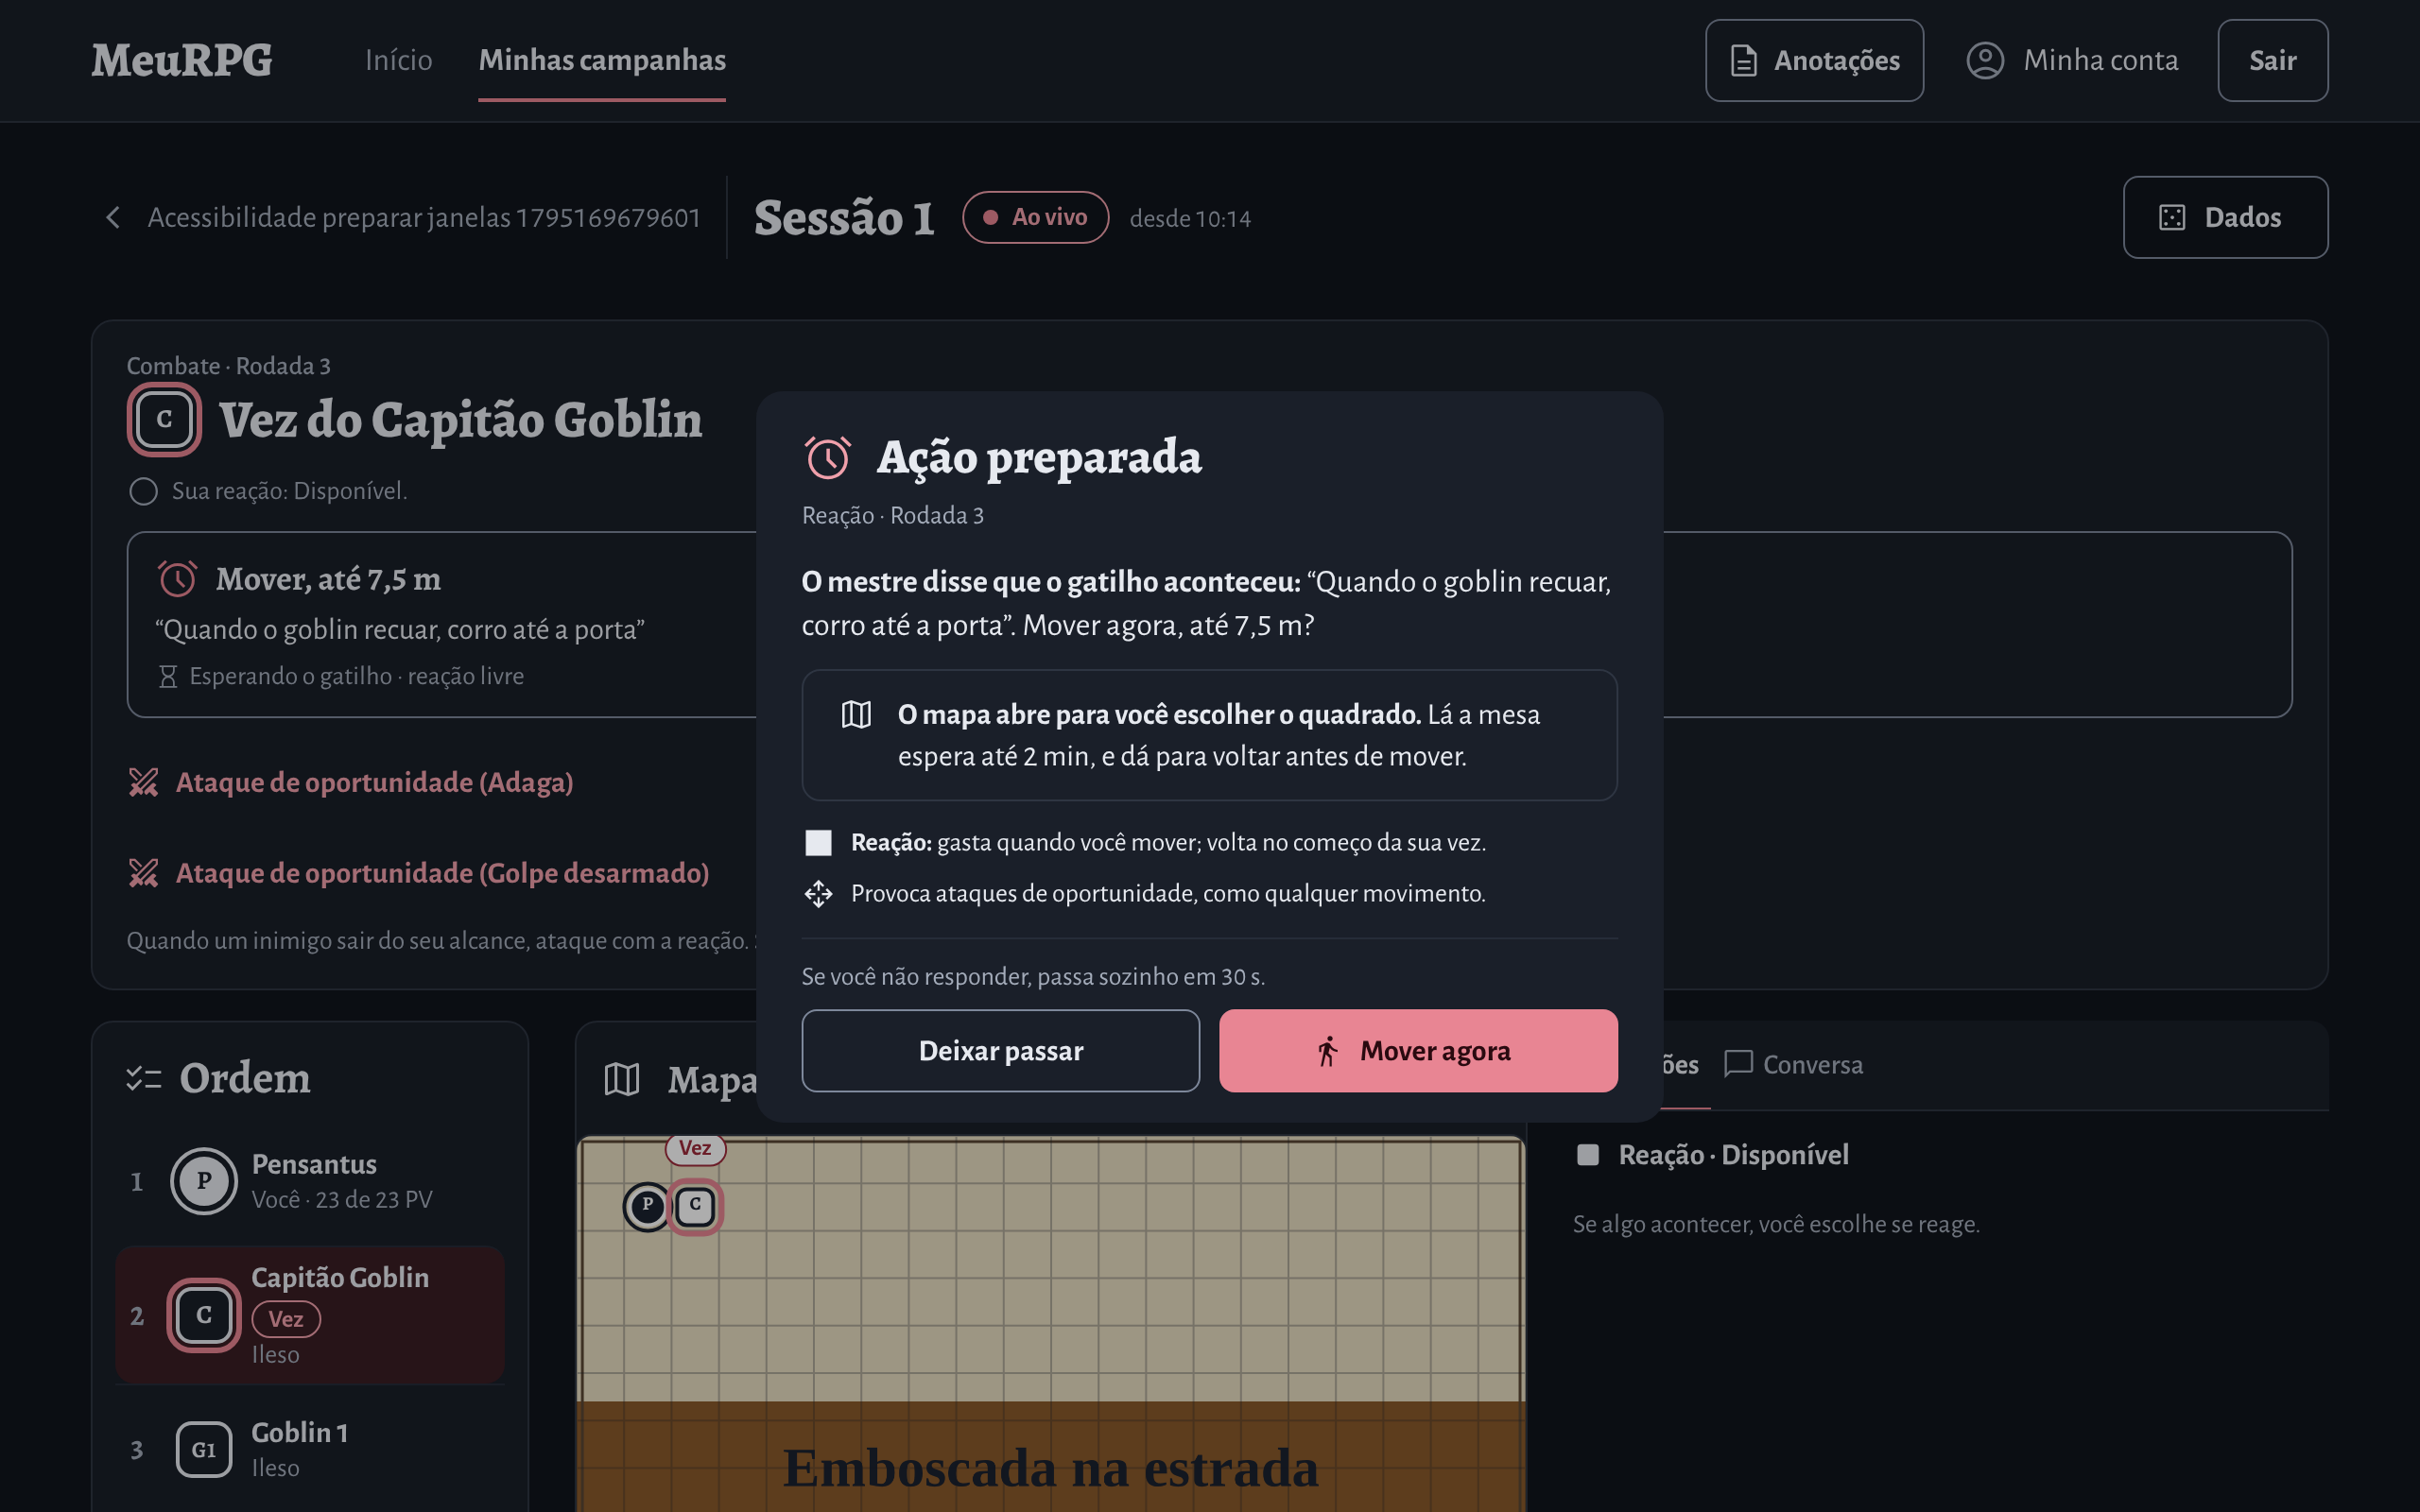 MeuRPG
Início
Minhas campanhas
Anotações
Minha conta
Sair
Acessibilidade preparar janelas 1795169679601
Sessão 1
Ao vivo
desde 10:14
Dados
Combate · Rodada 3
C
Vez do Capitão Goblin
Sua reação: Disponível.
Mover, até 7,5 m
“Quando o goblin recuar, corro até a porta”
Esperando o gatilho · reação livre
Ataque de oportunidade (Adaga)
Ataque de oportunidade (Golpe desarmado)
Quando um inimigo sair do seu alcance, ataque com a reação.
Ação preparada
Reação · Rodada 3
O mestre disse que o gatilho aconteceu: “Quando o goblin recuar,
corro até a porta”. Mover agora, até 7,5 m?
O mapa abre para você escolher o quadrado. Lá a mesa
espera até 2 min, e dá para voltar antes de mover.
Reação: gasta quando você mover; volta no começo da sua vez.
Provoca ataques de oportunidade, como qualquer movimento.
Se você não responder, passa sozinho em 30 s.
Deixar passar
Mover agora
Ordem
1
P
Pensantus
Você · 23 de 23 PV
2
C
Capitão Goblin
Vez
Ileso
3
G1
Goblin 1
Ileso
Mapa
Vez
P
C
Emboscada na estrada
ões
Conversa
Reação · Disponível
Se algo acontecer, você escolhe se reage.